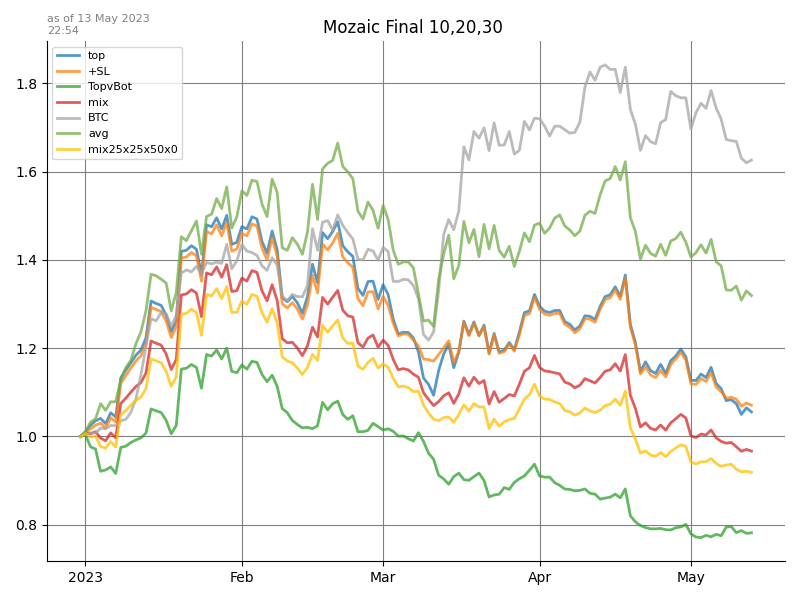 as of 13 May 2023
22:54
Mozaic Final 10,20,30
top
+SL
TopvBot
mix
BTC
avg
mix25x25x50x0
1.8
1.6
1.4
1.2
1.0
0.8
2023
Feb
Mar
Apr
May